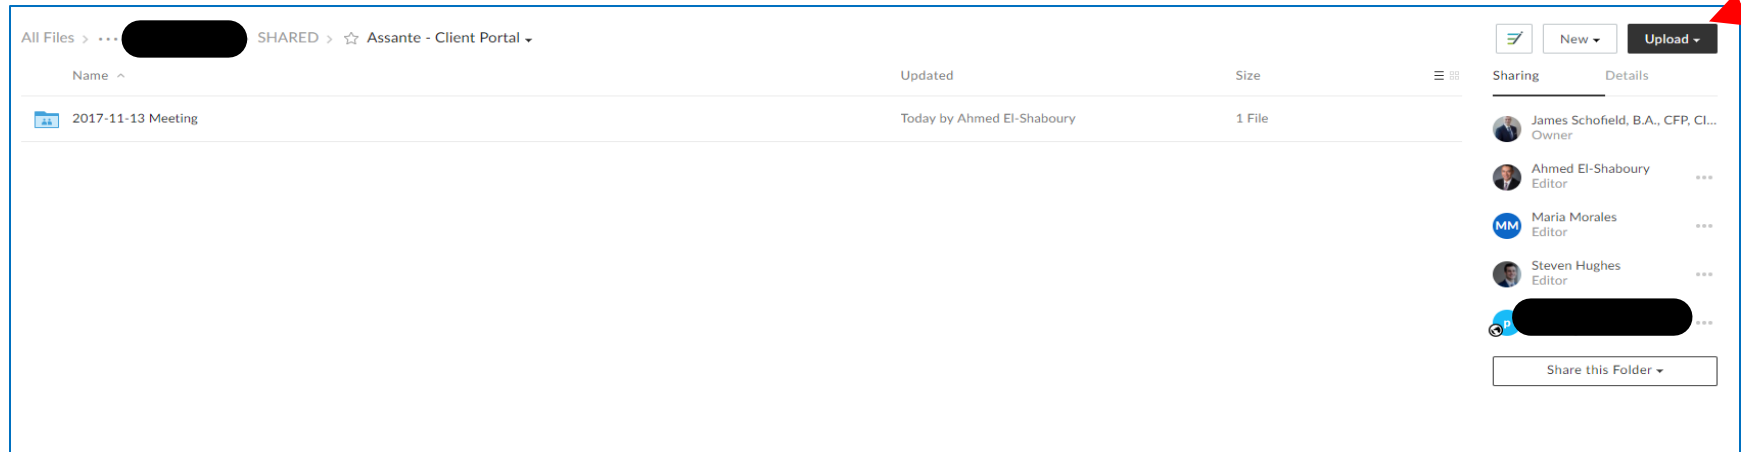 All Files > ... SHARED > Assante - Client Portal
New
Upload
Name
Updated
Size
Sharing
Details
2017-11-13 Meeting
Today by Ahmed El-Shaboury
1 File
James Schofield, B.A., CFP, CI...
Owner
Ahmed El-Shaboury
Editor
MM
Maria Morales
Editor
Steven Hughes
Editor
p
Share this Folder